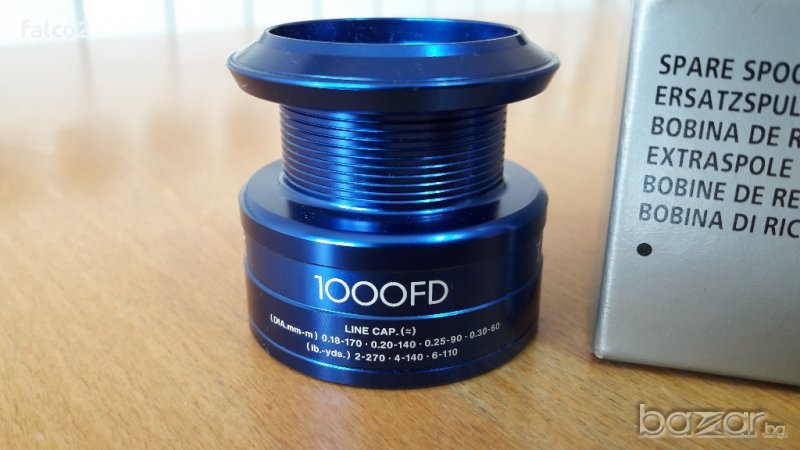 falco2
1000FD
LINE CAP.(≈)
(DIA.mm-m) 0.18-170 · 0.20-140 · 0.25-90 · 0.30-60
(lb.-yds.) 2-270 · 4-140 · 6-110
SPARE SPOO
ERSATZSPUL
BOBINA DE R
EXTRASPOLE
BOBINE DE RE
BOBINA DI RIC
bazar.bg